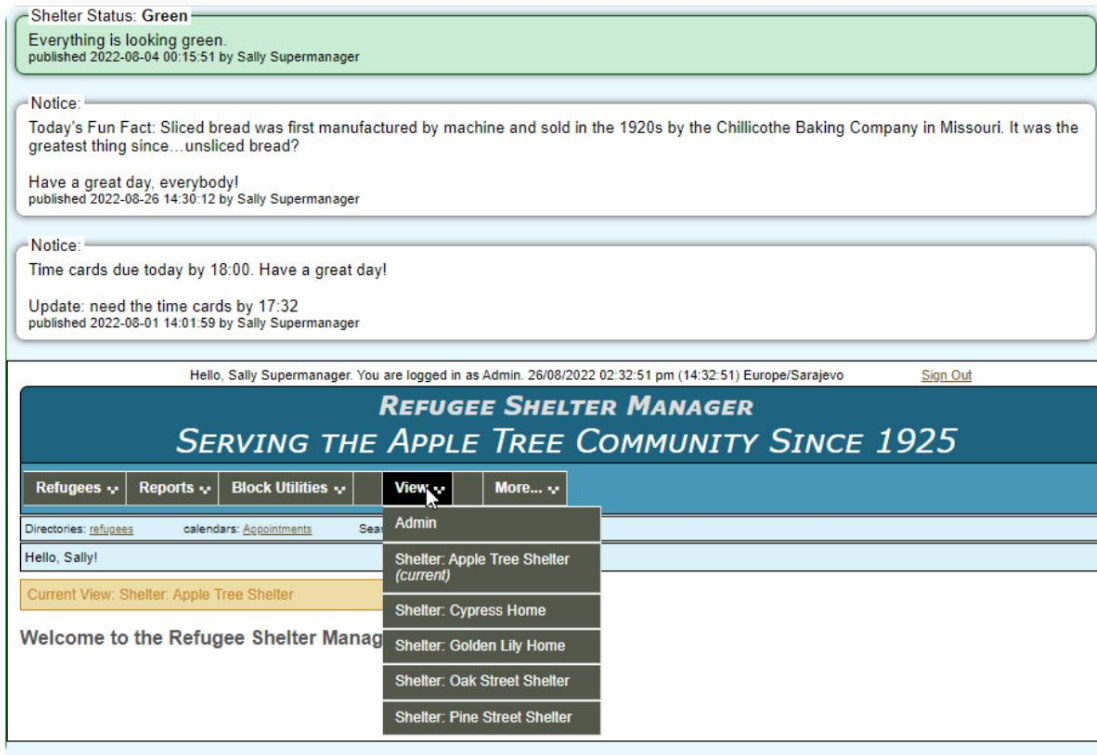 Shelter Status: Green
Everything is looking green.
published 2022-08-04 00:15:51 by Sally Supermanager
Notice:
Today's Fun Fact: Sliced bread was first manufactured by machine and sold in the 1920s by the Chillicothe Baking Company in Missouri. It was the
greatest thing since…unsliced bread?
Have a great day, everybody!
published 2022-08-26 14:30:12 by Sally Supermanager
Notice:
Time cards due today by 18:00. Have a great day!
Update: need the time cards by 17:32
published 2022-08-01 14:01:59 by Sally Supermanager
Hello, Sally Supermanager. You are logged in as Admin. 26/08/2022 02:32:51 pm (14:32:51) Europe/Sarajevo Sign Out
REFUGEE SHELTER MANAGER
SERVING THE APPLE TREE COMMUNITY SINCE 1925
Refugees Reports Block Utilities View More...
Directories: refugees calendars: Appointments
Hello, Sally!
Current View: Shelter: Apple Tree Shelter
Welcome to the Refugee Shelter
Admin
Shelter: Apple Tree Shelter
(current)
Shelter: Cypress Home
Shelter: Golden Lily Home
Shelter: Oak Street Shelter
Shelter: Pine Street Shelter